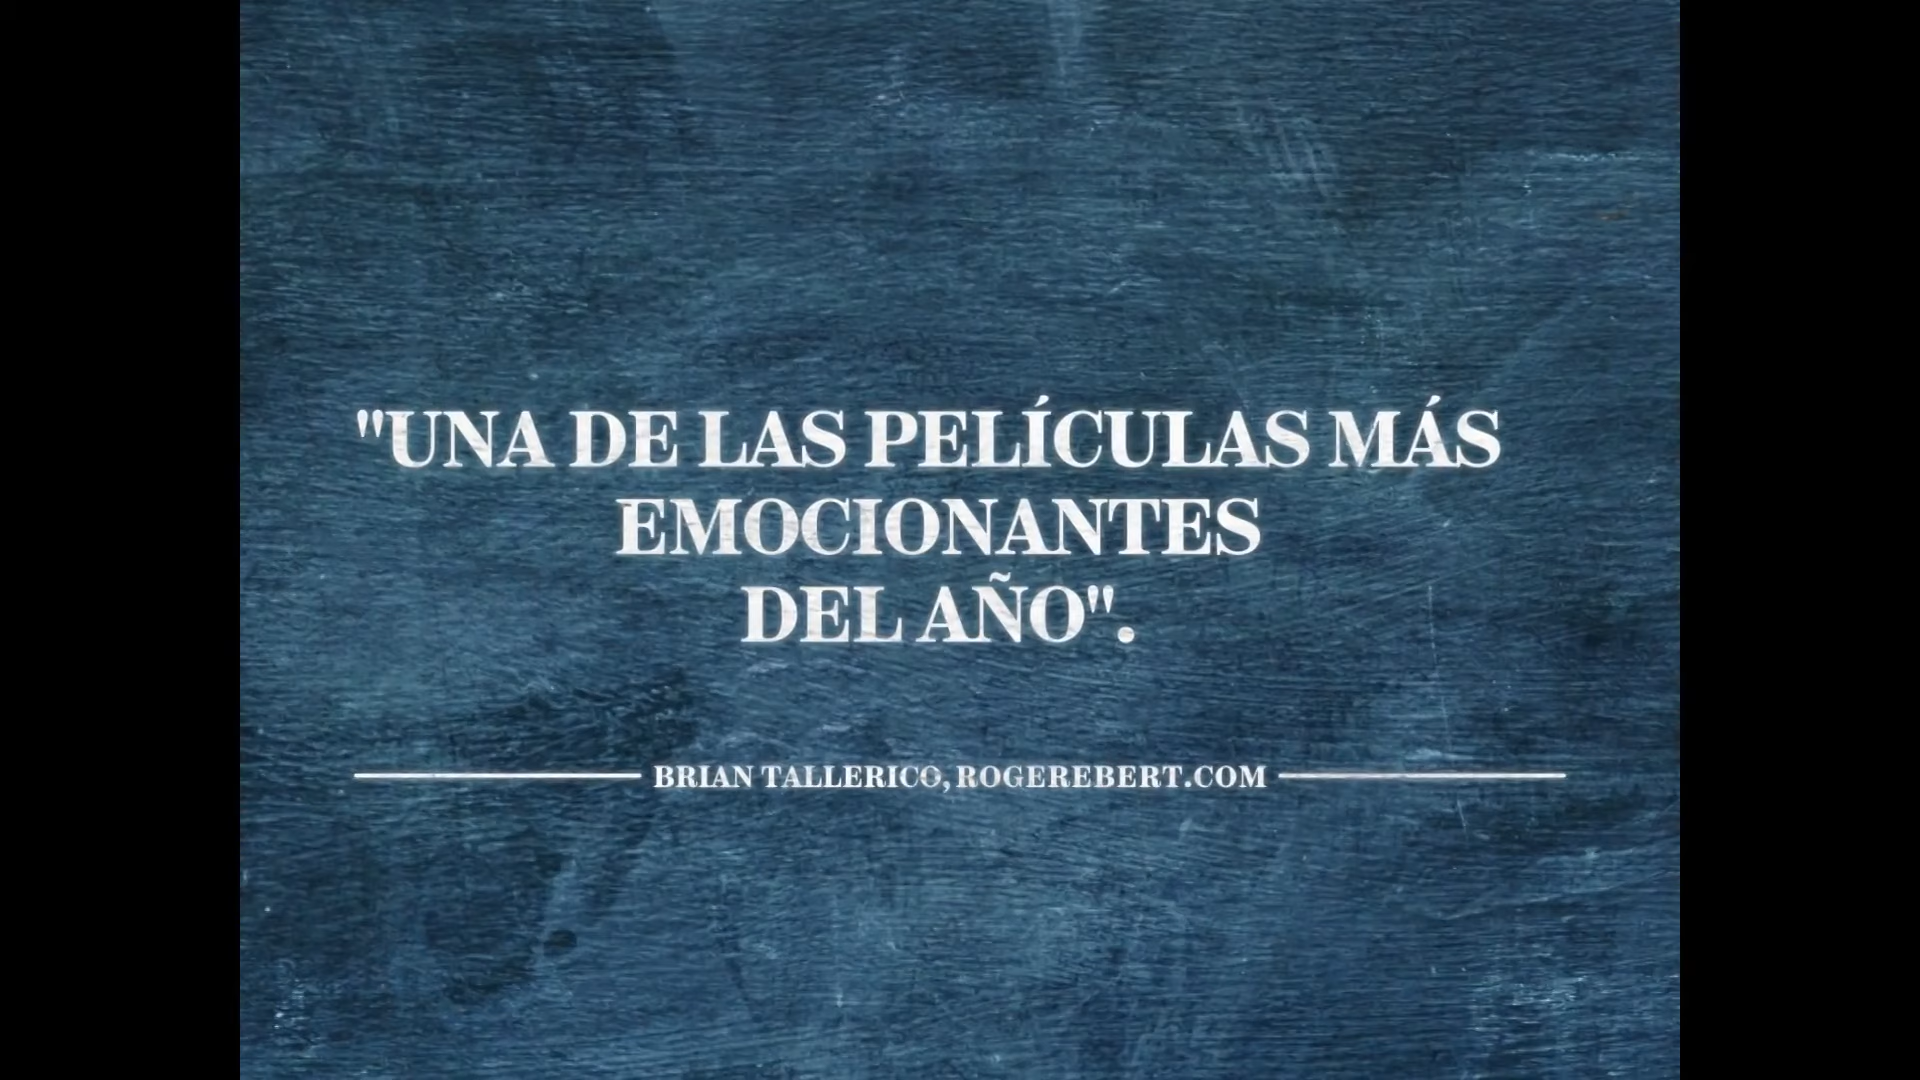 "UNA DE LAS PELÍCULAS MÁS
EMOCIONANTES
DEL AÑO".
BRIAN TALLERICO, ROGEREBERT.COM